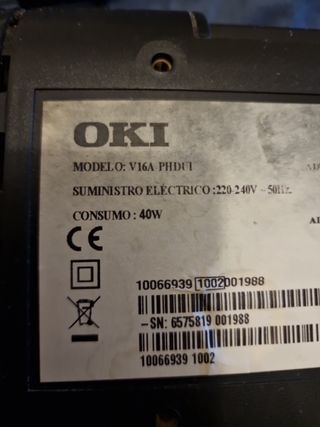 OKI
MODELO: V16A-PHDUI
SUMINISTRO ELÉCTRICO :220-240V ~ 50Hz.
CONSUMO : 40W
CE
10066939 1002 001988
-SN: 6575819 001988
10066939 1002